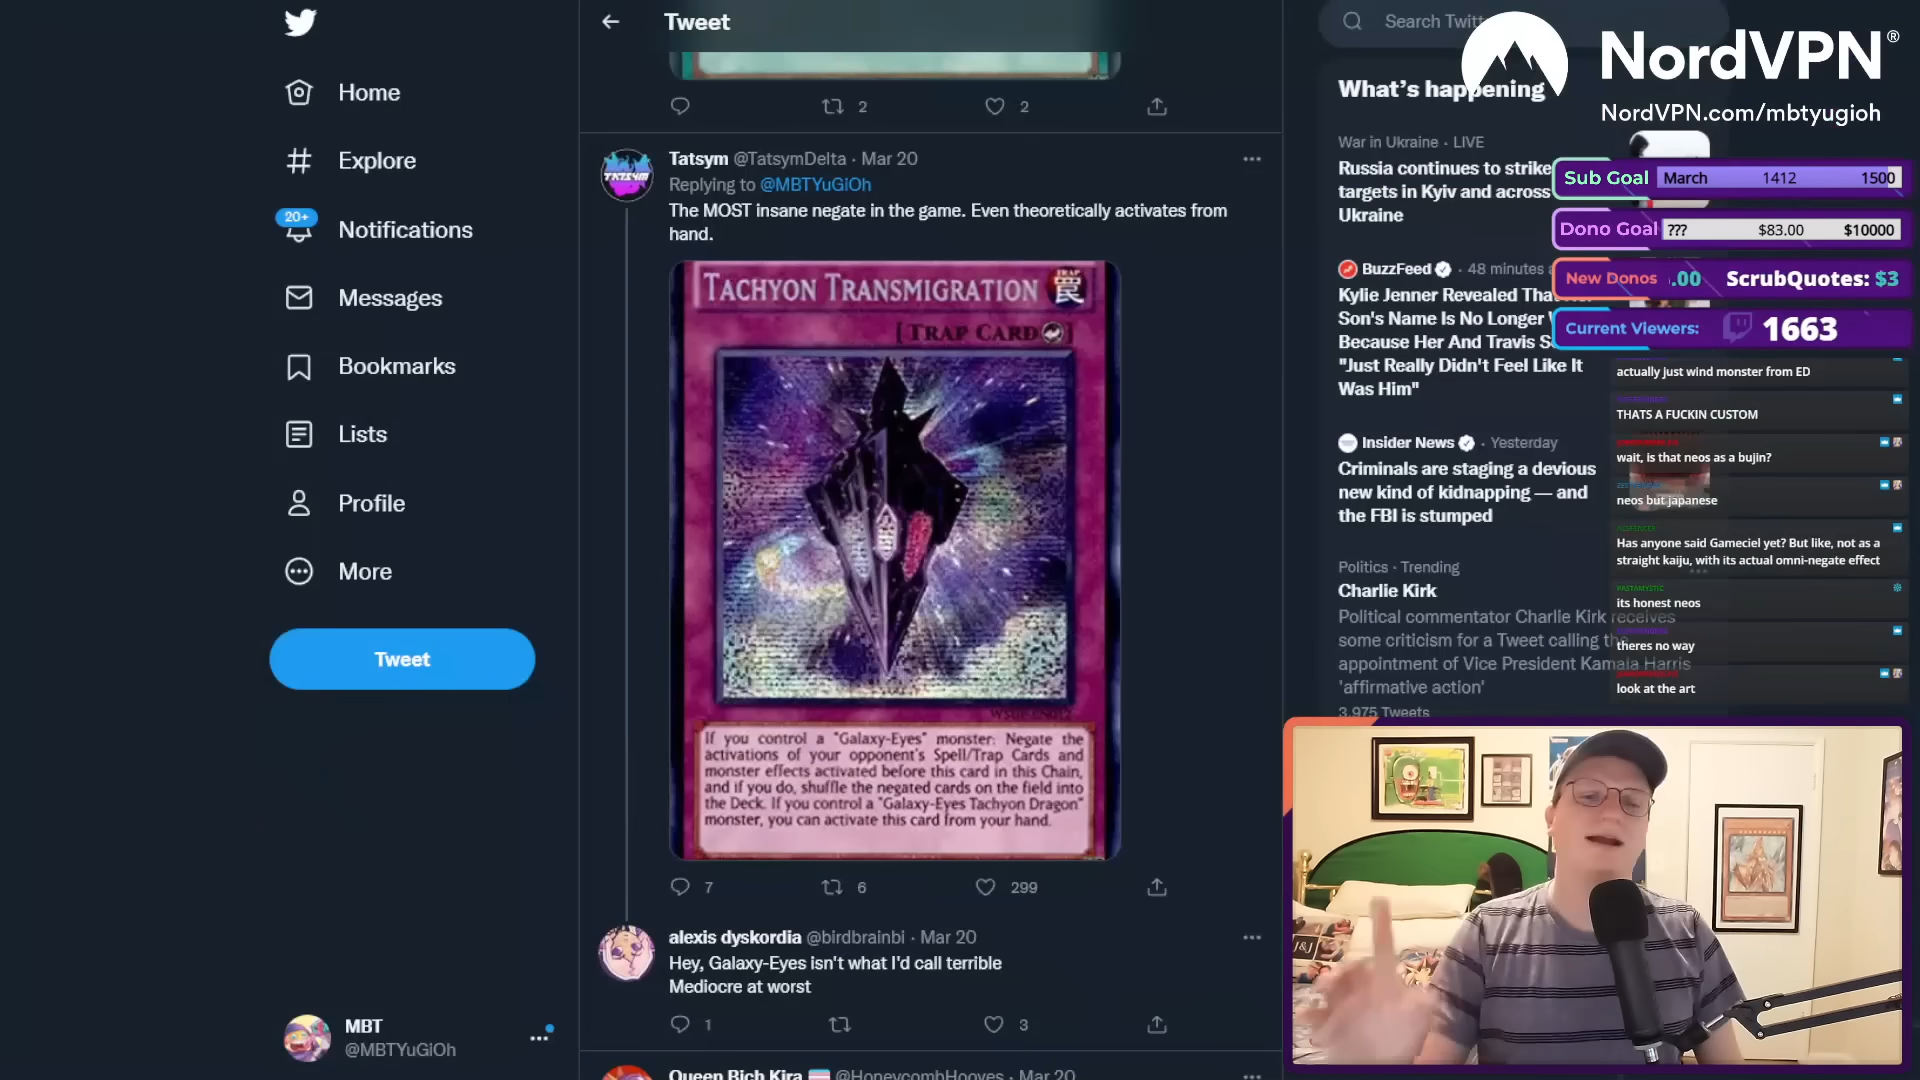 Home
Explore
20+
Notifications
Messages
Bookmarks
Lists
Profile
More
Tweet
MBT
@MBTYuGiOh
Tweet
2
2
Tatsym @TatsymDelta · Mar 20
Replying to @MBTYuGiOh
The MOST insane negate in the game. Even theoretically activates from
hand.
TACHYON TRANSMIGRATION
TRAP
罠
[TRAP CARD]
If you control a "Galaxy-Eyes" monster: Negate the
activations of your opponent's Spell/Trap Cards and
monster effects activated before this card in this Chain,
and if you do, shuffle the negated cards on the field into
the Deck. If you control a "Galaxy-Eyes Tachyon Dragon"
monster, you can activate this card from your hand.
7
6
299
alexis dyskordia @birdbrainbi · Mar 20
Hey, Galaxy-Eyes isn't what I'd call terrible
Mediocre at worst
1
3
Queen Bich Kira @HoneycombHooves · Mar 20
Search Twitt
What's happening
War in Ukraine · LIVE
Russia continues to strike
targets in Kyiv and across
Ukraine
BuzzFeed · 48 minutes
Kylie Jenner Revealed Tha
Son's Name Is No Longer
Because Her And Travis S
"Just Really Didn't Feel Like It
Was Him"
Insider News · Yesterday
Criminals are staging a devious
new kind of kidnapping — and
the FBI is stumped
Politics · Trending
Charlie Kirk
Political commentator Charlie Kirk receives
some criticism for a Tweet calling the
appointment of Vice President Kamala Harris
'affirmative action'
3,975 Tweets
NordVPN®
NordVPN.com/mbtyugioh
Sub Goal March 1412 1500
Dono Goal ??? $83.00 $10000
New Donos .00 ScrubQuotes: $3
Current Viewers: 1663
actually just wind monster from ED
THATS A FUCKIN CUSTOM
wait, is that neos as a bujin?
neos but japanese
Has anyone said Gameciel yet? But like, not as a
straight kaiju, with its actual omni-negate effect
its honest neos
theres no way
look at the art
J&J